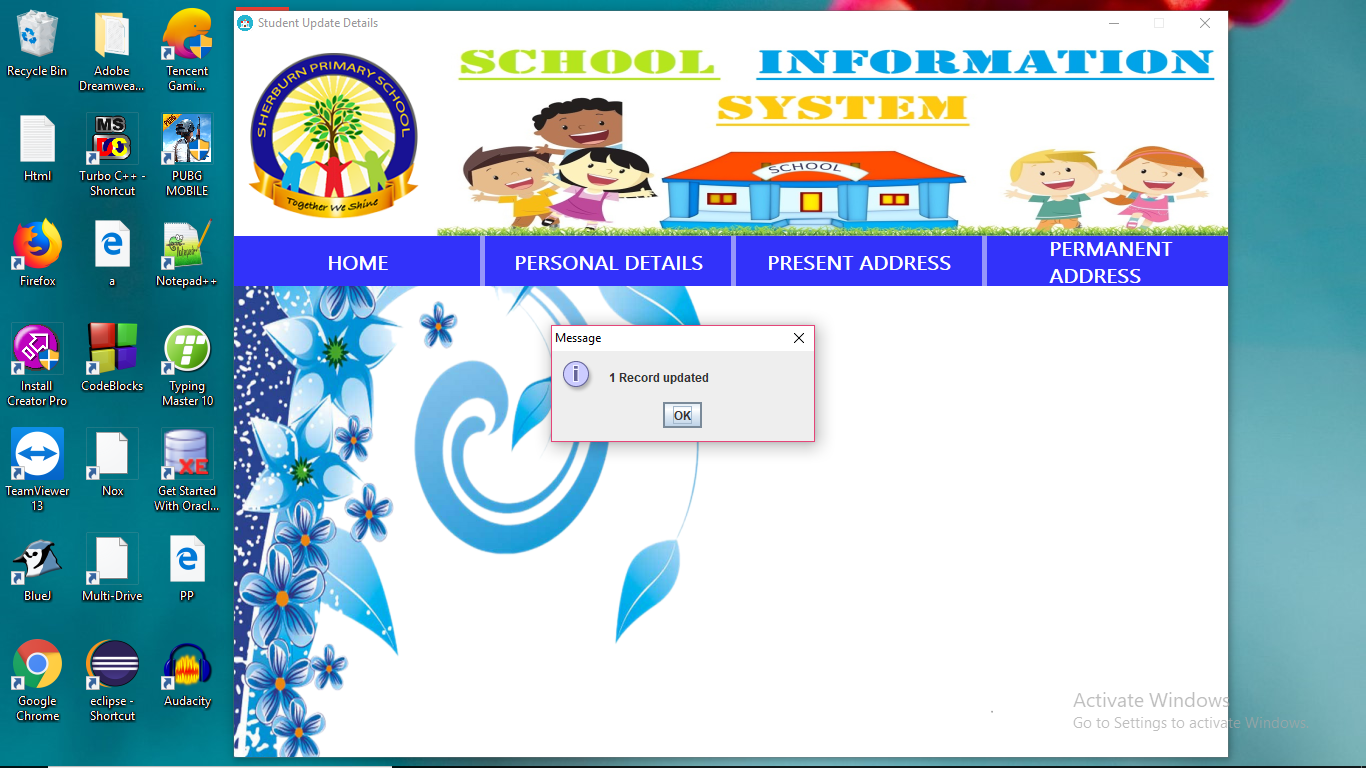 Recycle Bin
Adobe
Dreamwea...
Tencent
Gami...
Html
MS
Turbo C++ -
Shortcut
PUBG
MOBILE
Firefox
a
Notepad++
Install
Creator Pro
CodeBlocks
Typing
Master 10
TeamViewer
13
Nox
XE
Get Started
With Oracl...
BlueJ
Multi-Drive
PP
Google
Chrome
eclipse -
Shortcut
Audacity
Student Update Details
SHERBURN PRIMARY SCHOOL
Together We Shine
SCHOOL INFORMATION
SYSTEM
SCHOOL
HOME
PERSONAL DETAILS
PRESENT ADDRESS
PERMANENT
ADDRESS
Message
1 Record updated
OK
Activate Windows
Go to Settings to activate Windows.